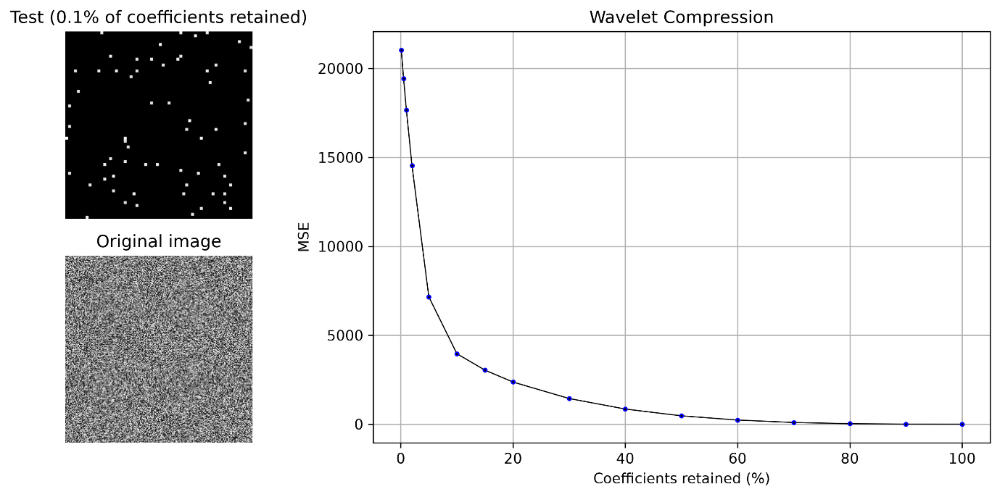 Test (0.1% of coefficients retained)
Original image
Wavelet Compression
MSE
20000
15000
10000
5000
0
0 20 40 60 80 100
Coefficients retained (%)